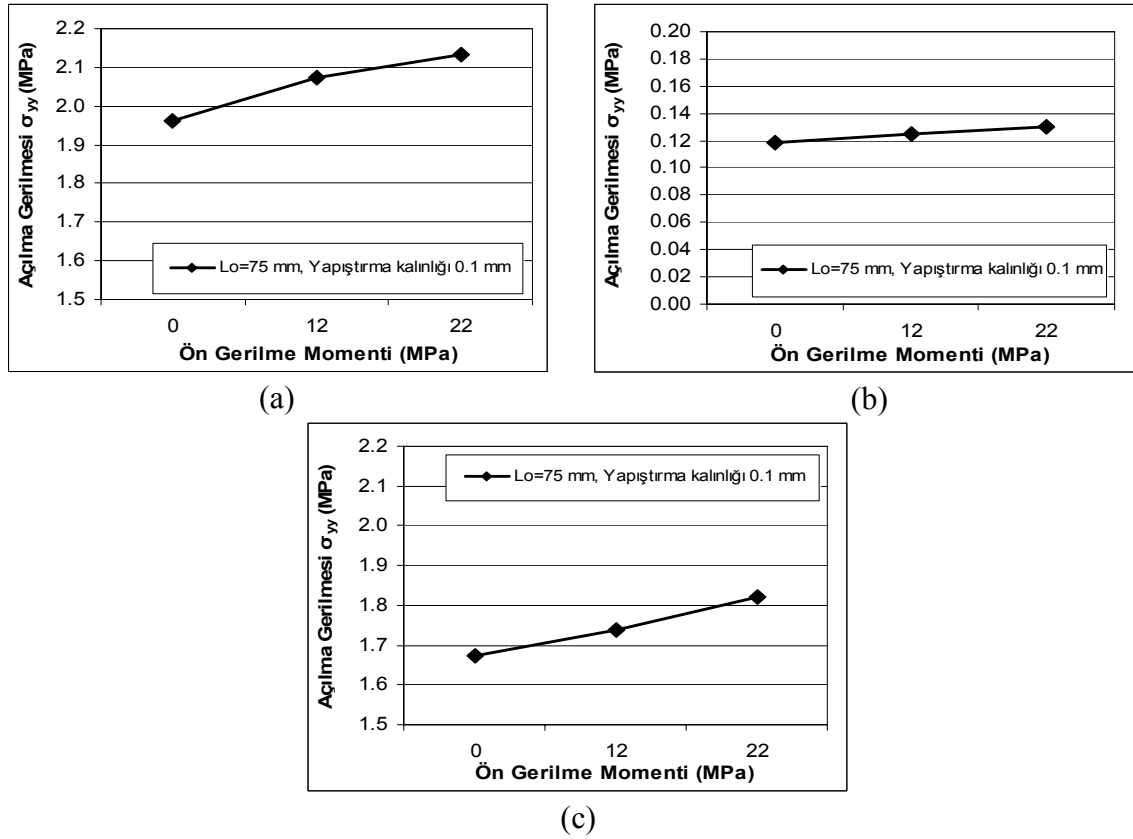 Açılma Gerilmesi σyy (MPa)
2.2
2.1
2.0
1.9
1.8
1.7
1.6
1.5
Lo=75 mm, Yapıştırma kalınlığı 0.1 mm
0 12 22
Ön Gerilme Momenti (MPa)
(a)
Açılma Gerilmesi σyy (MPa)
0.20
0.18
0.16
0.14
0.12
0.10
0.08
0.06
0.04
0.02
0.00
Lo=75 mm, Yapıştırma kalınlığı 0.1 mm
0 12 22
Ön Gerilme Momenti (MPa)
(b)
Açılma Gerilmesi σyy (MPa)
2.2
2.1
2.0
1.9
1.8
1.7
1.6
1.5
Lo=75 mm, Yapıştırma kalınlığı 0.1 mm
0 12 22
Ön Gerilme Momenti (MPa)
(c)